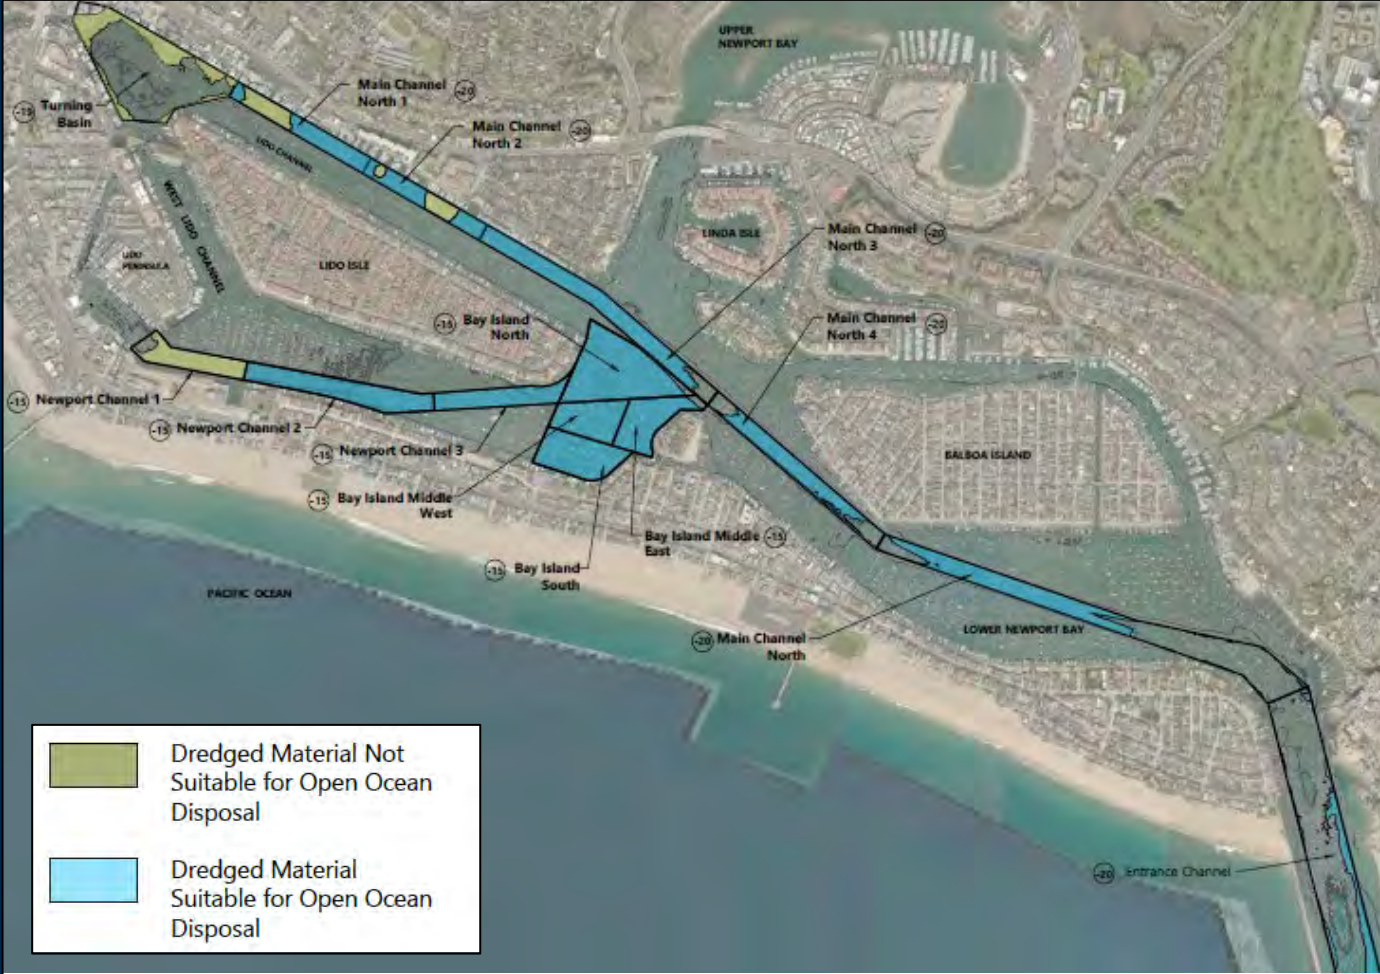 UPPER
NEWPORT BAY
Main Channel
North 1
-20
-15
Turning
Basin
Main Channel
North 2
-20
LIDO CHANNEL
WEST LIDO CHANNEL
LINDA ISLE
Main Channel
North 3
-20
LIDO
PENINSULA
LIDO ISLE
-15
Bay Island
North
Main Channel
North 4
-20
-15
Newport Channel 1
-15
Newport Channel 2
-15
Newport Channel 3
BALBOA ISLAND
-15
Bay Island Middle
West
Bay Island Middle
East
-15
-15
Bay Island
South
PACIFIC OCEAN
-20
Main Channel
North
LOWER NEWPORT BAY
-20
Entrance Channel
Dredged Material Not
Suitable for Open Ocean
Disposal
Dredged Material
Suitable for Open Ocean
Disposal